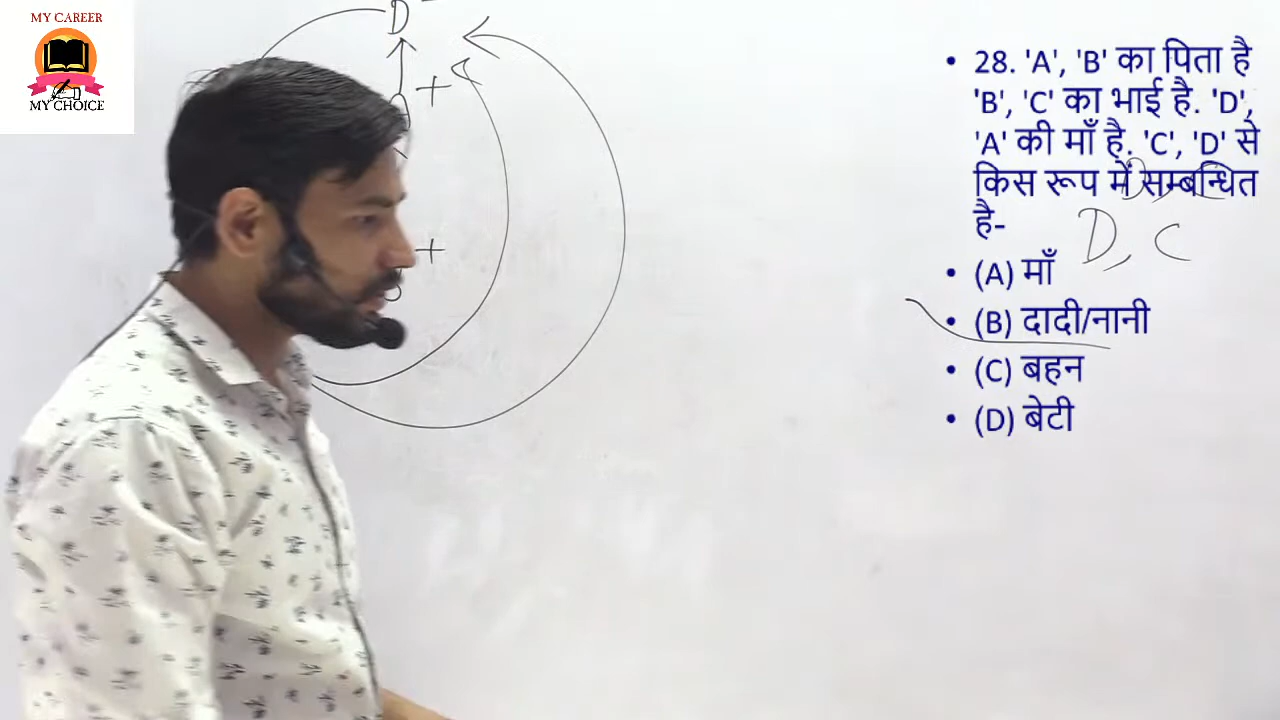 MY CAREER
MY CHOICE
D
+
+
• 28. 'A', 'B' का पिता है
'B', 'C' का भाई है. 'D',
'A' की माँ है. 'C', 'D' से
किस रूप में सम्बन्धित
है-
D, C
• (A) माँ
• (B) दादी/नानी
• (C) बहन
• (D) बेटी